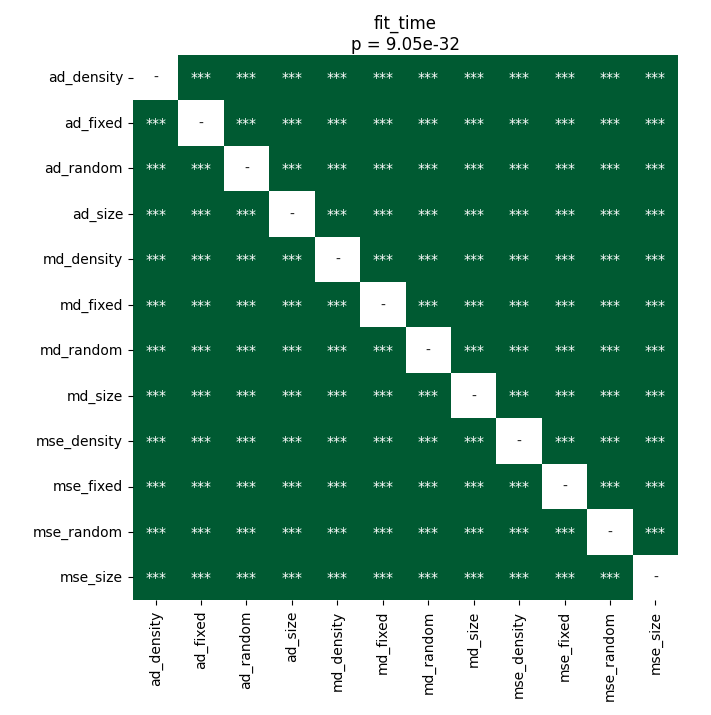 fit_time
p = 9.05e-32
ad_density - *** *** *** *** *** *** *** *** *** *** ***
ad_fixed *** - *** *** *** *** *** *** *** *** *** ***
ad_random *** *** - *** *** *** *** *** *** *** *** ***
ad_size *** *** *** - *** *** *** *** *** *** *** ***
md_density *** *** *** *** - *** *** *** *** *** *** ***
md_fixed *** *** *** *** *** - *** *** *** *** *** ***
md_random *** *** *** *** *** *** - *** *** *** *** ***
md_size *** *** *** *** *** *** *** - *** *** *** ***
mse_density *** *** *** *** *** *** *** *** - *** *** ***
mse_fixed *** *** *** *** *** *** *** *** *** - *** ***
mse_random *** *** *** *** *** *** *** *** *** *** - ***
mse_size *** *** *** *** *** *** *** *** *** *** *** -
ad_density
ad_fixed
ad_random
ad_size
md_density
md_fixed
md_random
md_size
mse_density
mse_fixed
mse_random
mse_size